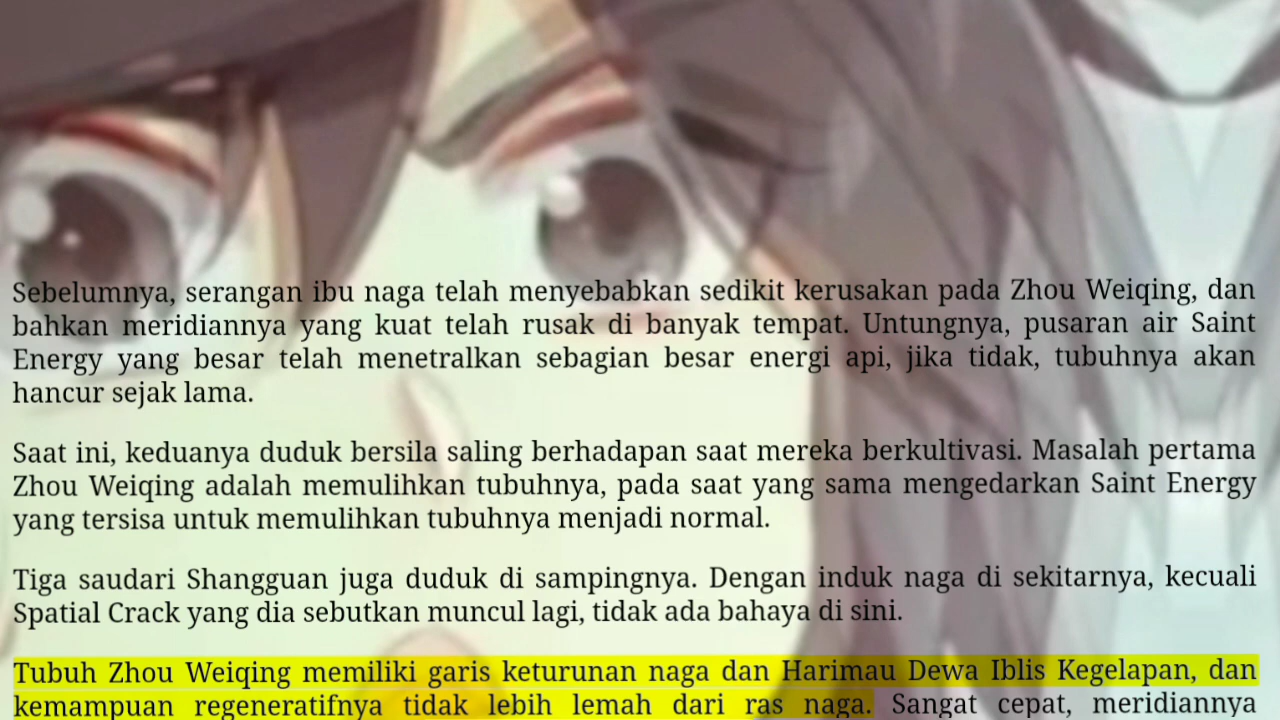 Sebelumnya, serangan ibu naga telah menyebabkan sedikit kerusakan pada Zhou Weiqing, dan
bahkan meridiannya yang kuat telah rusak di banyak tempat. Untungnya, pusaran air Saint
Energy yang besar telah menetralkan sebagian besar energi api, jika tidak, tubuhnya akan
hancur sejak lama.
Saat ini, keduanya duduk bersila saling berhadapan saat mereka berkultivasi. Masalah pertama
Zhou Weiqing adalah memulihkan tubuhnya, pada saat yang sama mengedarkan Saint Energy
yang tersisa untuk memulihkan tubuhnya menjadi normal.
Tiga saudari Shangguan juga duduk di sampingnya. Dengan induk naga di sekitarnya, kecuali
Spatial Crack yang dia sebutkan muncul lagi, tidak ada bahaya di sini.
Tubuh Zhou Weiqing memiliki garis keturunan naga dan Harimau Dewa Iblis Kegelapan, dan
kemampuan regeneratifnya tidak lebih lemah dari ras naga. Sangat cepat, meridiannya